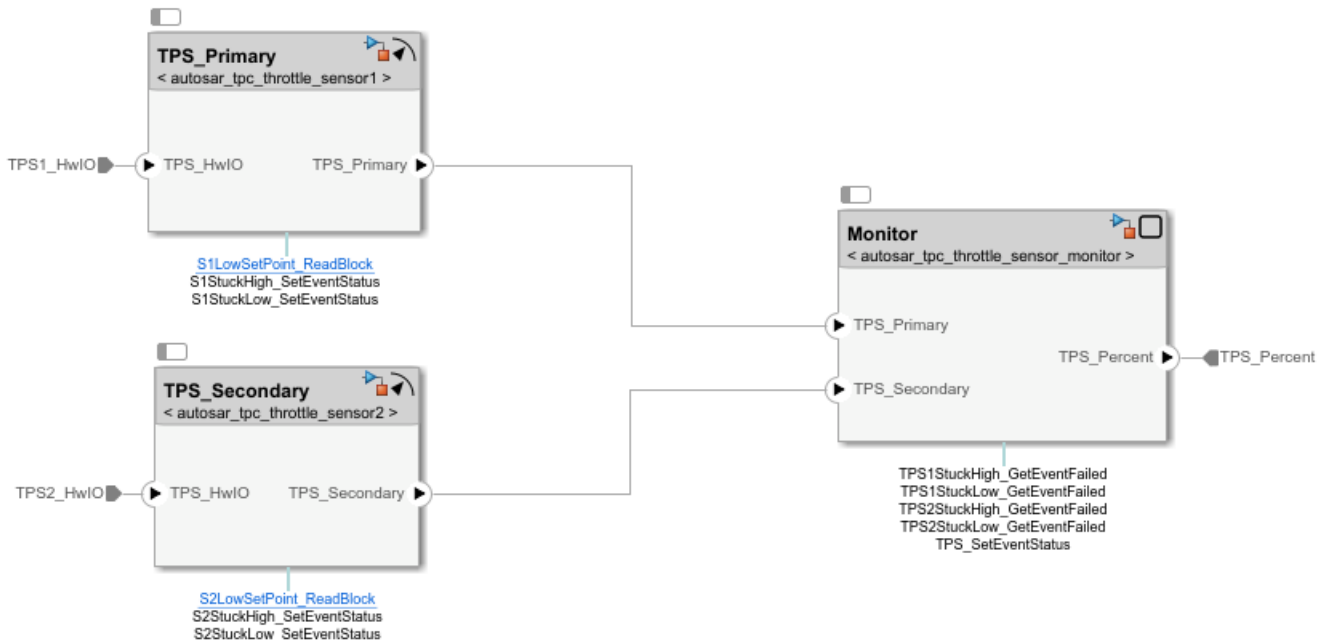 TPS_Primary
< autosar_tpc_throttle_sensor1 >
TPS1_HwIO
TPS_HwIO
TPS_Primary
S1LowSetPoint_ReadBlock
S1StuckHigh_SetEventStatus
S1StuckLow_SetEventStatus
Monitor
< autosar_tpc_throttle_sensor_monitor >
TPS_Primary
TPS_Percent
TPS_Percent
TPS_Secondary
TPS1StuckHigh_GetEventFailed
TPS1StuckLow_GetEventFailed
TPS2StuckHigh_GetEventFailed
TPS2StuckLow_GetEventFailed
TPS_SetEventStatus
TPS_Secondary
< autosar_tpc_throttle_sensor2 >
TPS2_HwIO
TPS_HwIO
TPS_Secondary
S2LowSetPoint_ReadBlock
S2StuckHigh_SetEventStatus
S2StuckLow_SetEventStatus